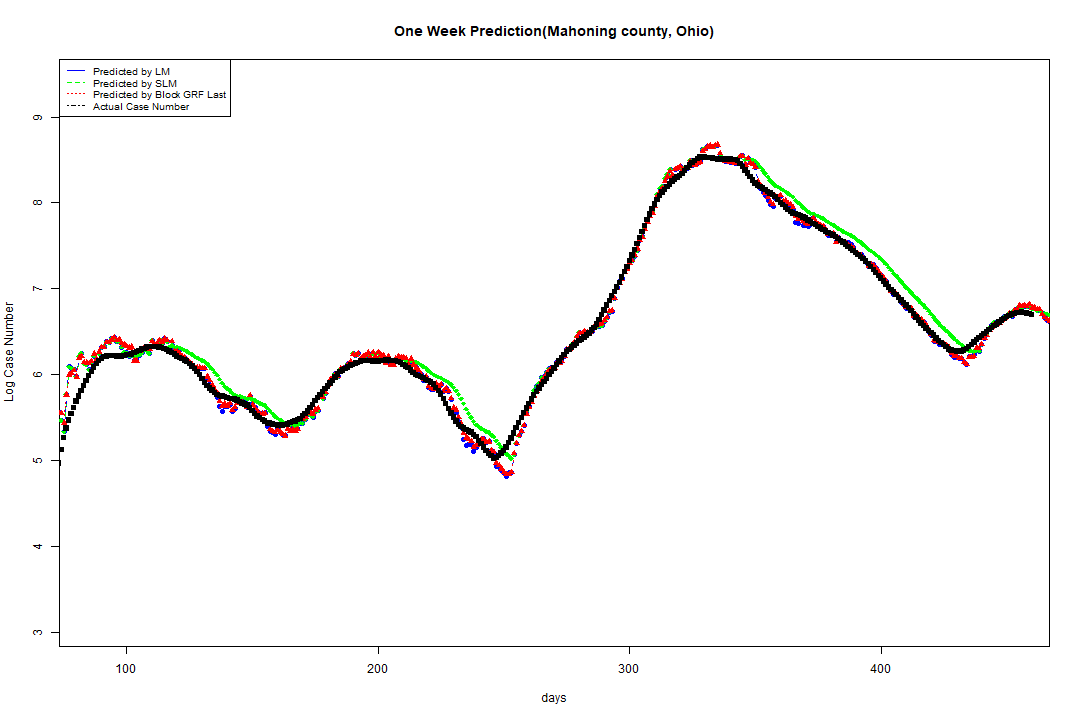 One Week Prediction(Mahoning county, Ohio)
Predicted by LM
Predicted by SLM
Predicted by Block GRF Last
Actual Case Number
Log Case Number
9
8
7
6
5
4
3
100 200 300 400
days